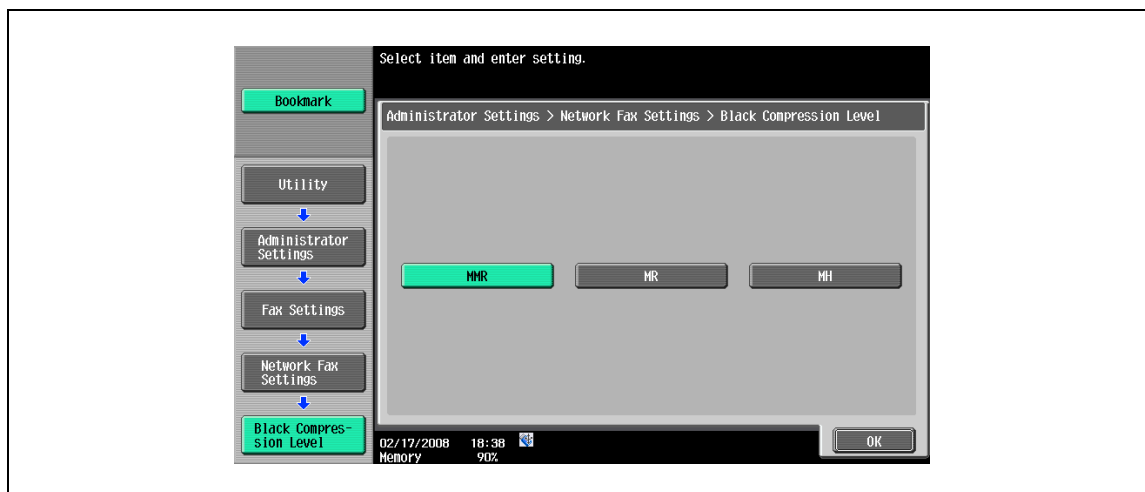 Select item and enter setting.
Bookmark
Administrator Settings > Network Fax Settings > Black Compression Level
Utility
Administrator
Settings
Fax Settings
Network Fax
Settings
Black Compres-
sion Level
MMR
MR
MH
02/17/2008 18:38
Memory 90%
OK